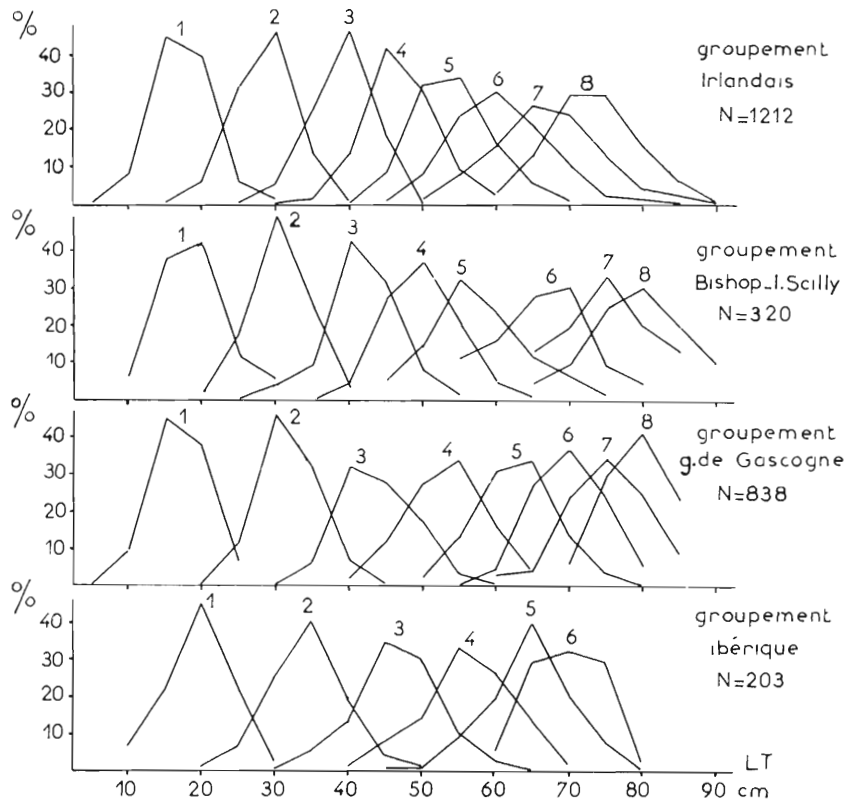 %
40
30
20
10
1 2 3 4 5 6 7 8
groupement
Irlandais
N=1212
%
40
30
20
10
1 2 3 4 5 6 7 8
groupement
Bishop_I.Scilly
N=320
%
40
30
20
10
1 2 3 4 5 6 7 8
groupement
g.de Gascogne
N=838
%
40
30
20
10
1 2 3 4 5 6
groupement
ibérique
N=203
LT
10 20 30 40 50 60 70 80 90 cm